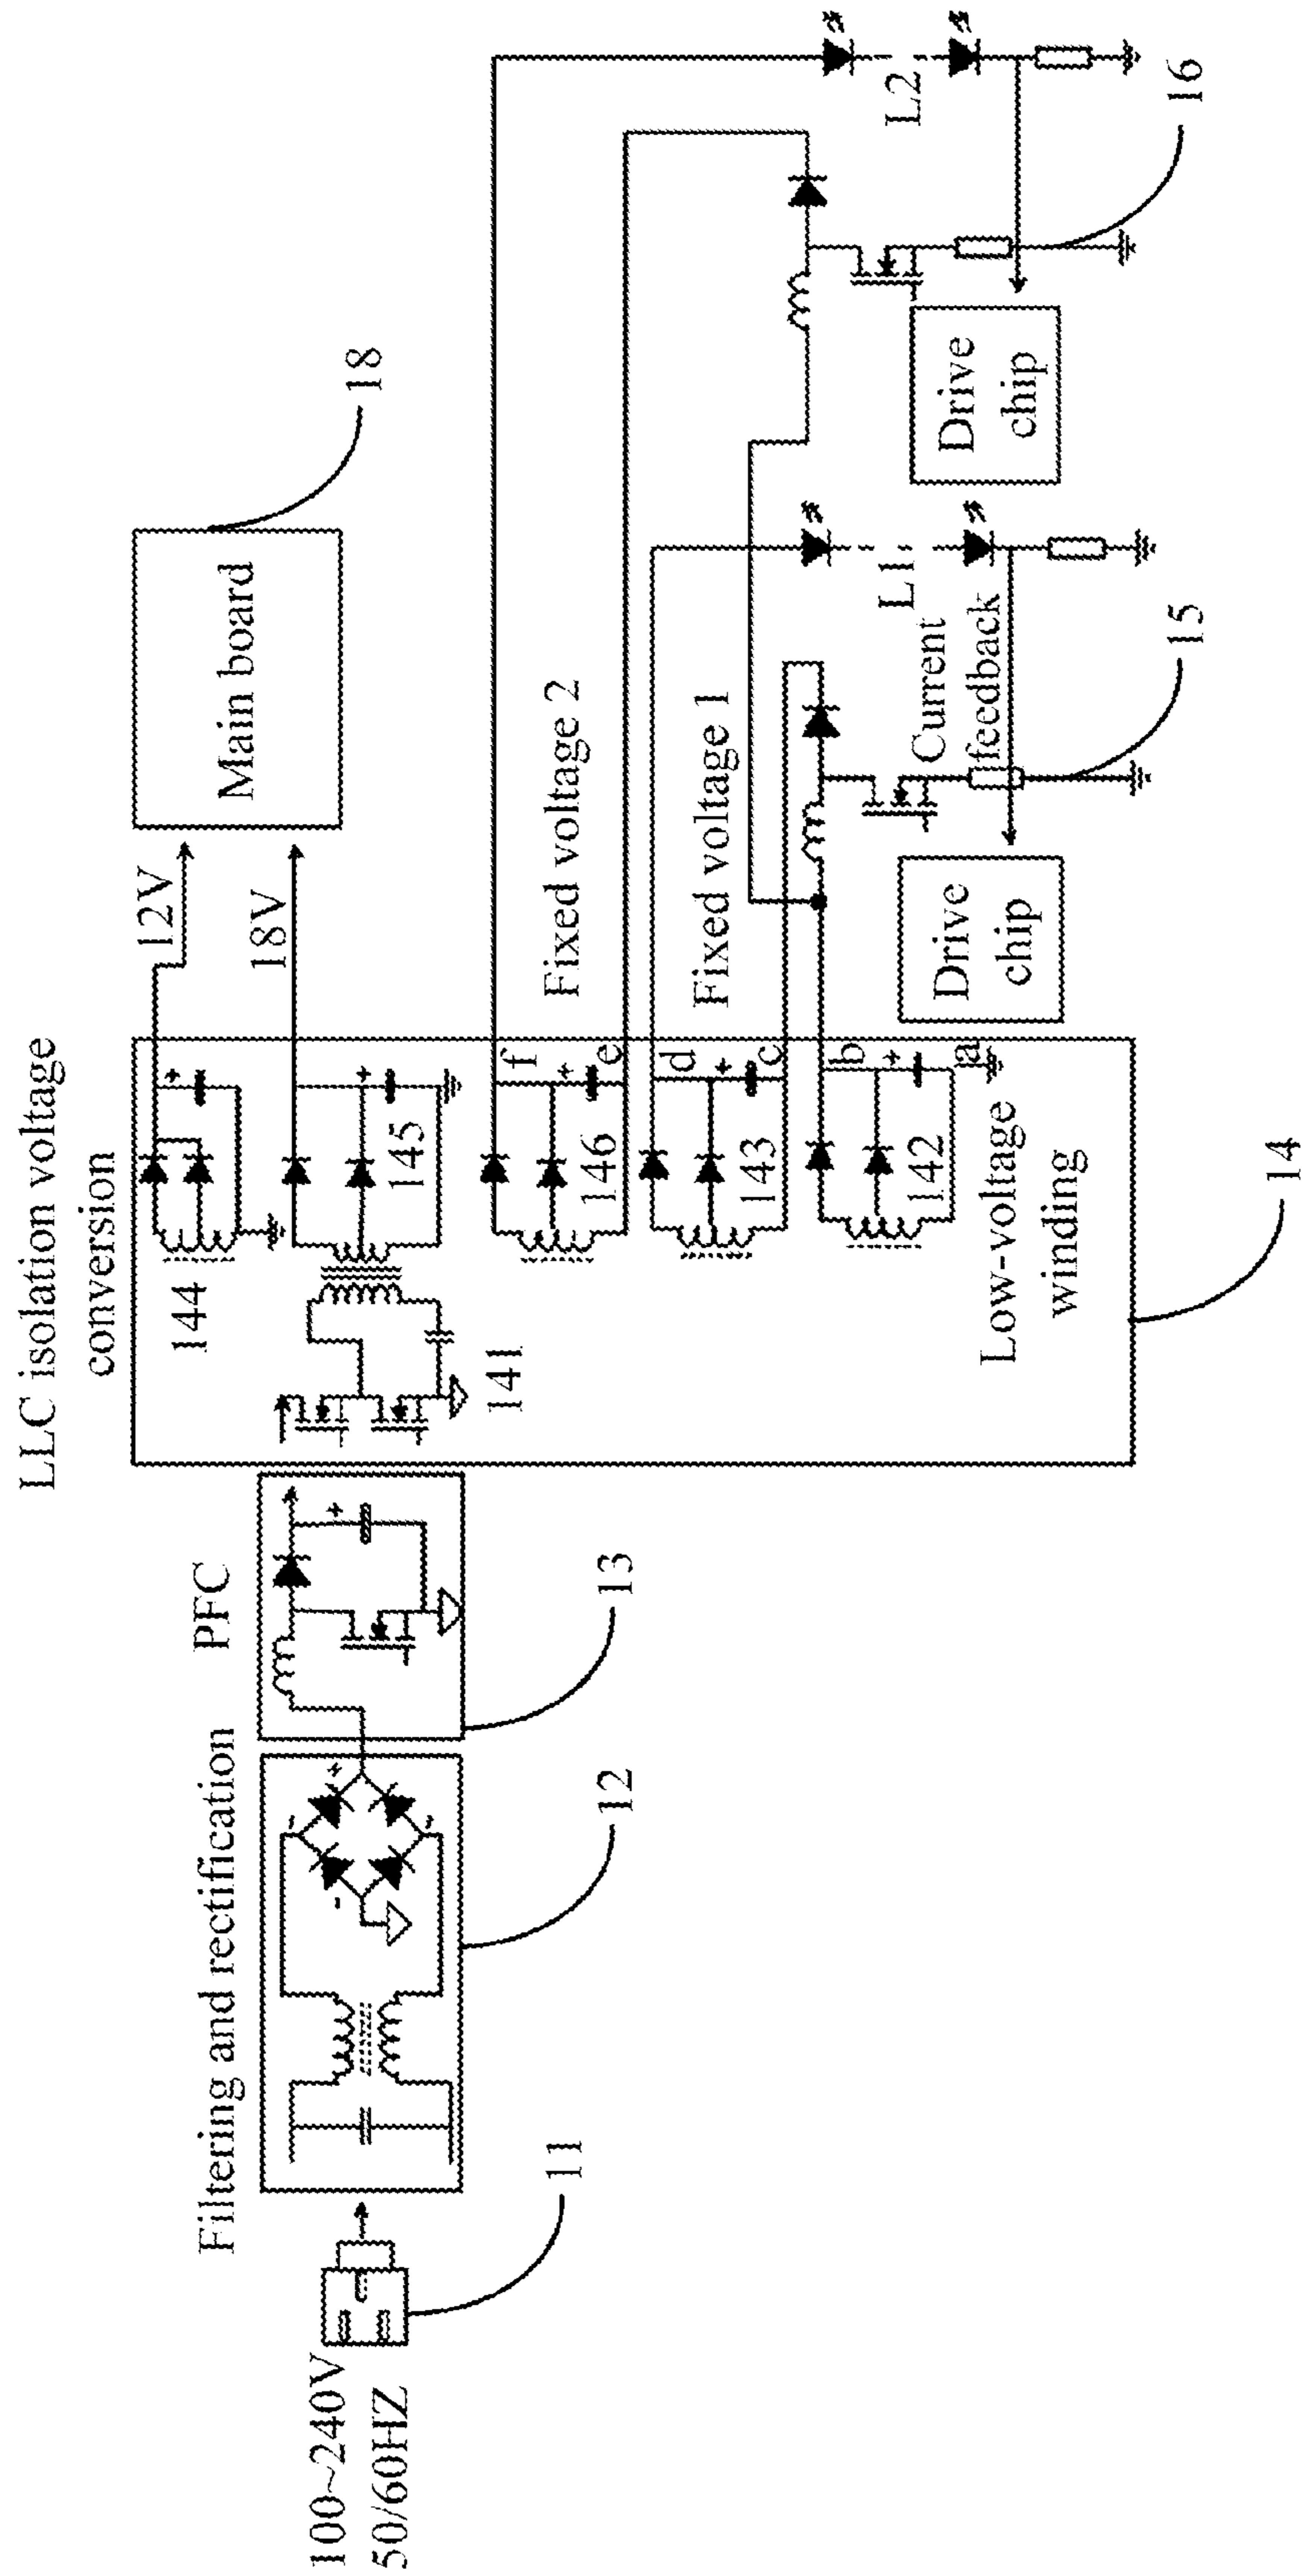 100~240V
50/60HZ
11
Filtering and rectification
12
PFC
13
LLC isolation voltage
conversion
144
141
145
146
143
142
f
e
d
c
b
a
Low-voltage
winding
14
12V
18V
Main board
18
Fixed voltage 2
Fixed voltage 1
Drive
chip
Current
feedback
15
L1
Drive
chip
L2
16